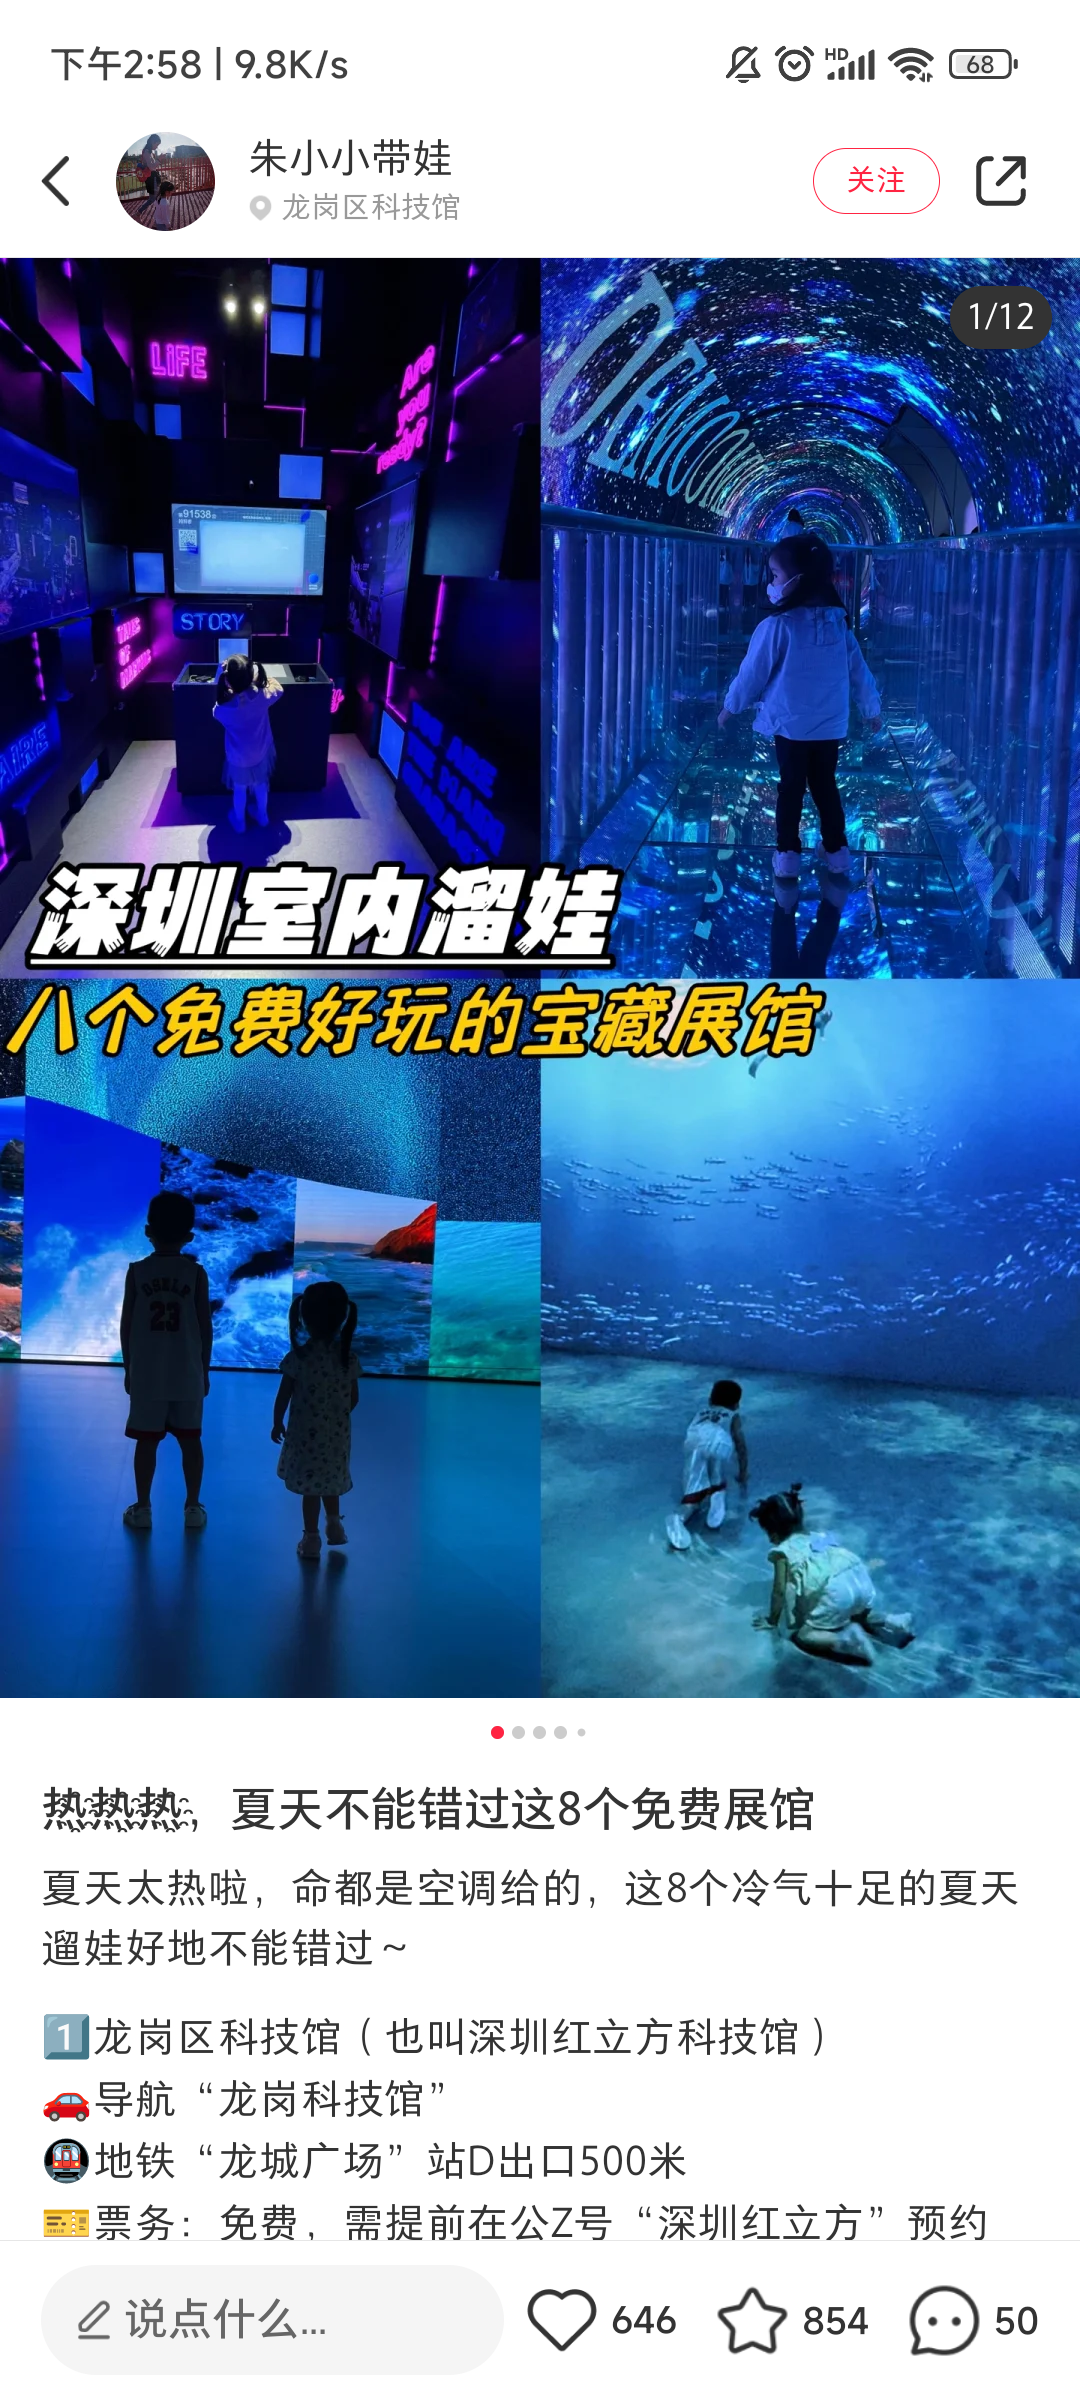 下午2:58 | 9.8K/s
HD
68
朱小小带娃
龙岗区科技馆
关注
1/12
LiFE
Are
you
ready?
91538
STORY
深圳室内溜娃
八个免费好玩的宝藏展馆
23
热热热，夏天不能错过这8个免费展馆
夏天太热啦，命都是空调给的，这8个冷气十足的夏天
遛娃好地不能错过～
1龙岗区科技馆（也叫深圳红立方科技馆）
🚗导航“龙岗科技馆”
🚇地铁“龙城广场”站D出口500米
🎫票务：免费，需提前在公Z号“深圳红立方”预约
说点什么...
646
854
50